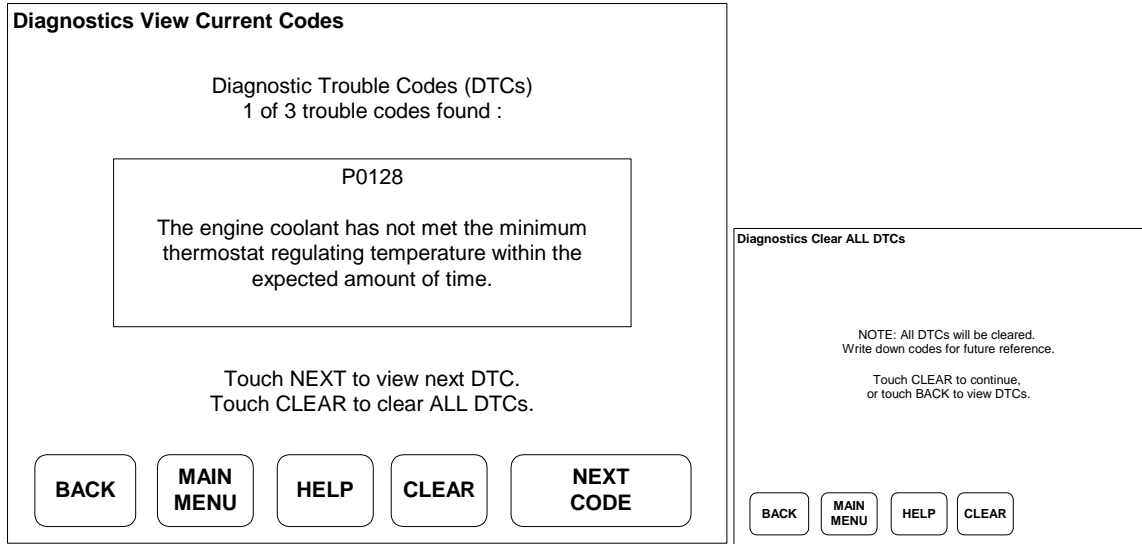 Diagnostics View Current Codes
Diagnostic Trouble Codes (DTCs)
1 of 3 trouble codes found :
P0128
The engine coolant has not met the minimum
thermostat regulating temperature within the
expected amount of time.
Touch NEXT to view next DTC.
Touch CLEAR to clear ALL DTCs.
BACK
MAIN
MENU
HELP
CLEAR
NEXT
CODE
Diagnostics Clear ALL DTCs
NOTE: All DTCs will be cleared.
Write down codes for future reference.
Touch CLEAR to continue,
or touch BACK to view DTCs.
BACK
MAIN
MENU
HELP
CLEAR